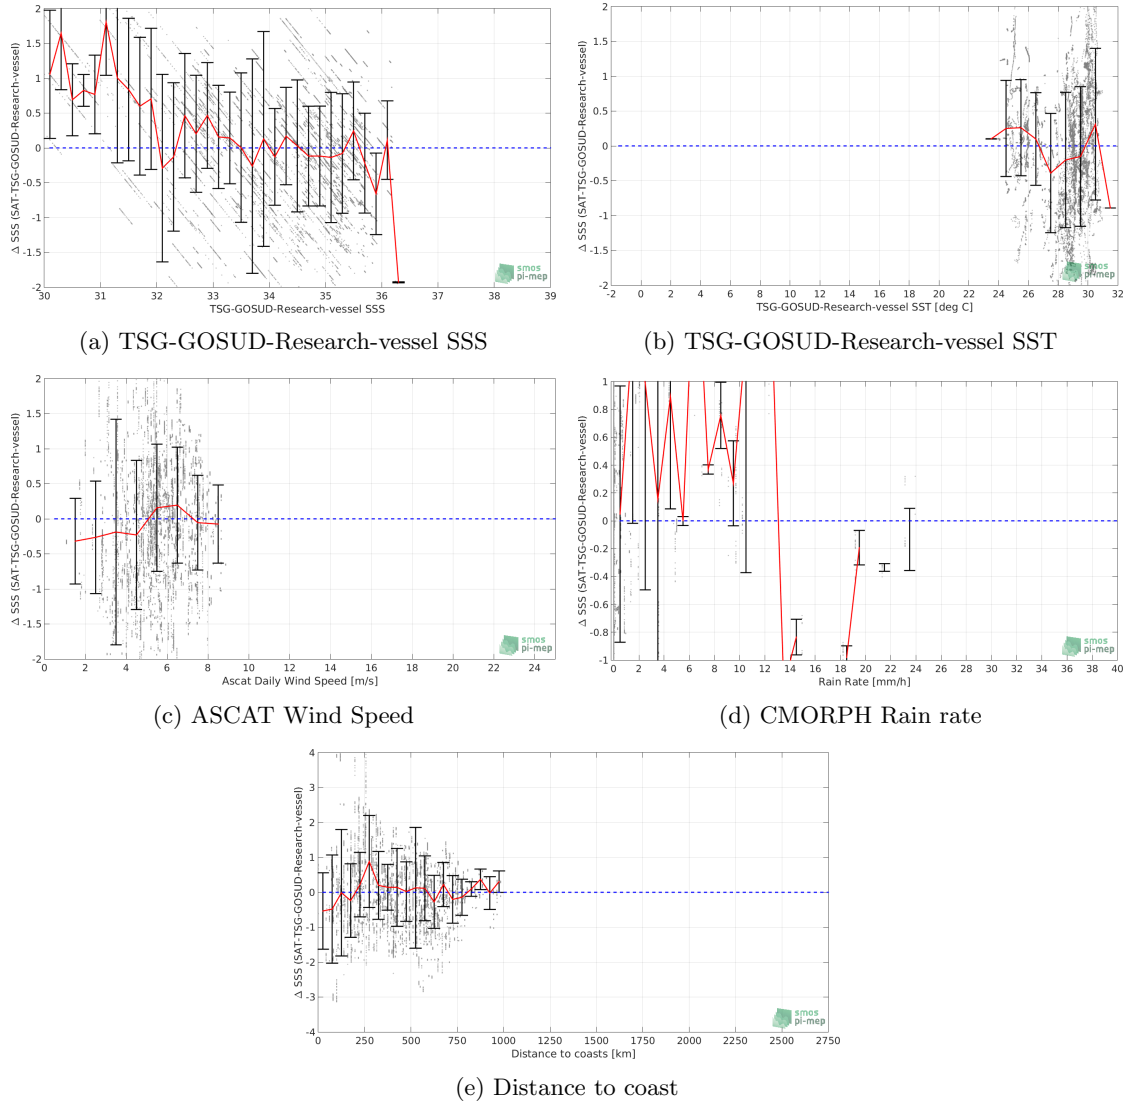 Δ SSS (SAT-TSG-GOSUD-Research-vessel)
2
1.5
1
0.5
0
-0.5
-1
-1.5
-2
30 31 32 33 34 35 36 37 38 39
TSG-GOSUD-Research-vessel SSS
smos
pi-mep
(a) TSG-GOSUD-Research-vessel SSS
Δ SSS (SAT-TSG-GOSUD-Research-vessel)
2
1.5
1
0.5
0
-0.5
-1
-1.5
-2
-2 0 2 4 6 8 10 12 14 16 18 20 22 24 26 28 30 32
TSG-GOSUD-Research-vessel SST [deg C]
smos
pi-mep
(b) TSG-GOSUD-Research-vessel SST
Δ SSS (SAT-TSG-GOSUD-Research-vessel)
2
1.5
1
0.5
0
-0.5
-1
-1.5
-2
0 2 4 6 8 10 12 14 16 18 20 22 24
Ascat Daily Wind Speed [m/s]
smos
pi-mep
(c) ASCAT Wind Speed
Δ SSS (SAT-TSG-GOSUD-Research-vessel)
1
0.8
0.6
0.4
0.2
0
-0.2
-0.4
-0.6
-0.8
-1
0 2 4 6 8 10 12 14 16 18 20 22 24 26 28 30 32 34 36 38 40
Rain Rate [mm/h]
smos
pi-mep
(d) CMORPH Rain rate
Δ SSS (SAT-TSG-GOSUD-Research-vessel)
4
3
2
1
0
-1
-2
-3
-4
0 250 500 750 1000 1250 1500 1750 2000 2250 2500 2750
Distance to coasts [km]
smos
pi-mep
(e) Distance to coast